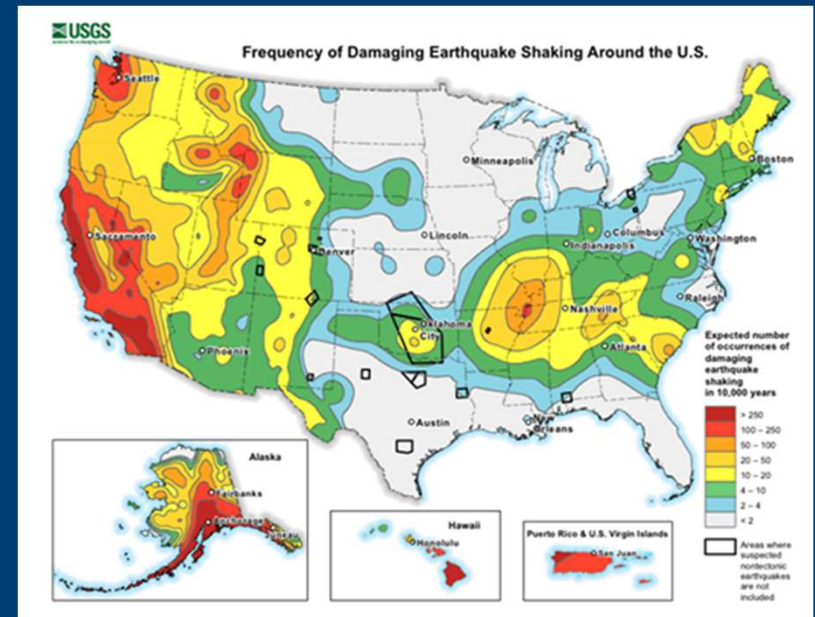 USGS
Frequency of Damaging Earthquake Shaking Around the U.S.
Seattle
Minneapolis
Boston
Sacramento
Denver
Lincoln
Columbus
Indianapolis
Washington
Oklahoma
City
Nashville
Raleigh
Phoenix
Atlanta
Austin
New
Orleans
Expected number
of occurrences of
damaging
earthquake
shaking
in 10,000 years
> 250
100 – 250
50 – 100
20 – 50
10 – 20
4 – 10
2 – 4
< 2
Areas where
suspected
nontectonic
earthquakes
are not
included
Alaska
Fairbanks
Anchorage
Juneau
Hawaii
Honolulu
Puerto Rico & U.S. Virgin Islands
San Juan